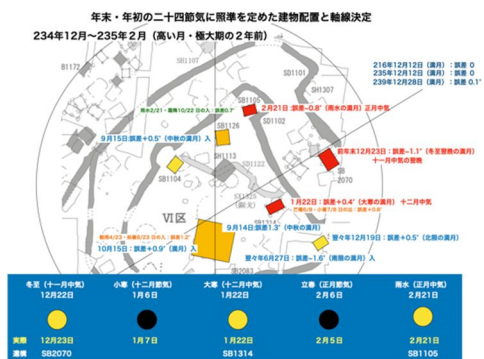 年末・年初の二十四節気に照準を定めた建物配置と軸線決定
234年12月〜235年2月（高い月・極大期の2年前）
216年12月12日（満月）：誤差 0
235年12月12日（満月）：誤差 0
239年12月28日（満月）：誤差 0.1°
B1172
SH1107
SD1101
SH1307
SB1105
SD1102
2月21日：誤差−0.8°（雨水の満月）正月中気
9月15日：誤差＋0.5°（中秋の満月）入
SB1126
SH1113
SD1122
SB1104
前年末12月23日：誤差−1.1°（冬至翌晩の満月）
十一月中気の翌晩
SB
2070
1月22日：誤差＋0.4°（大寒の満月） 十二月中気
SB1314
VI区
9月14日：誤差1.3°（中秋の満月）
10月15日：誤差＋0.9°（満月）入
翌々年12月19日：誤差＋0.5°（北限の満月）
翌々年6月27日：誤差−1.6°（南限の満月）入
冬至（十一月中気） 小寒（十二月節気） 大寒（十二月中気） 立春（正月節気） 雨水（正月中気）
12月22日 1月6日 1月22日 2月6日 2月21日
実際 12月23日 1月7日 1月22日 2月5日 2月21日
遺構 SB2070 SB1314 SB1105